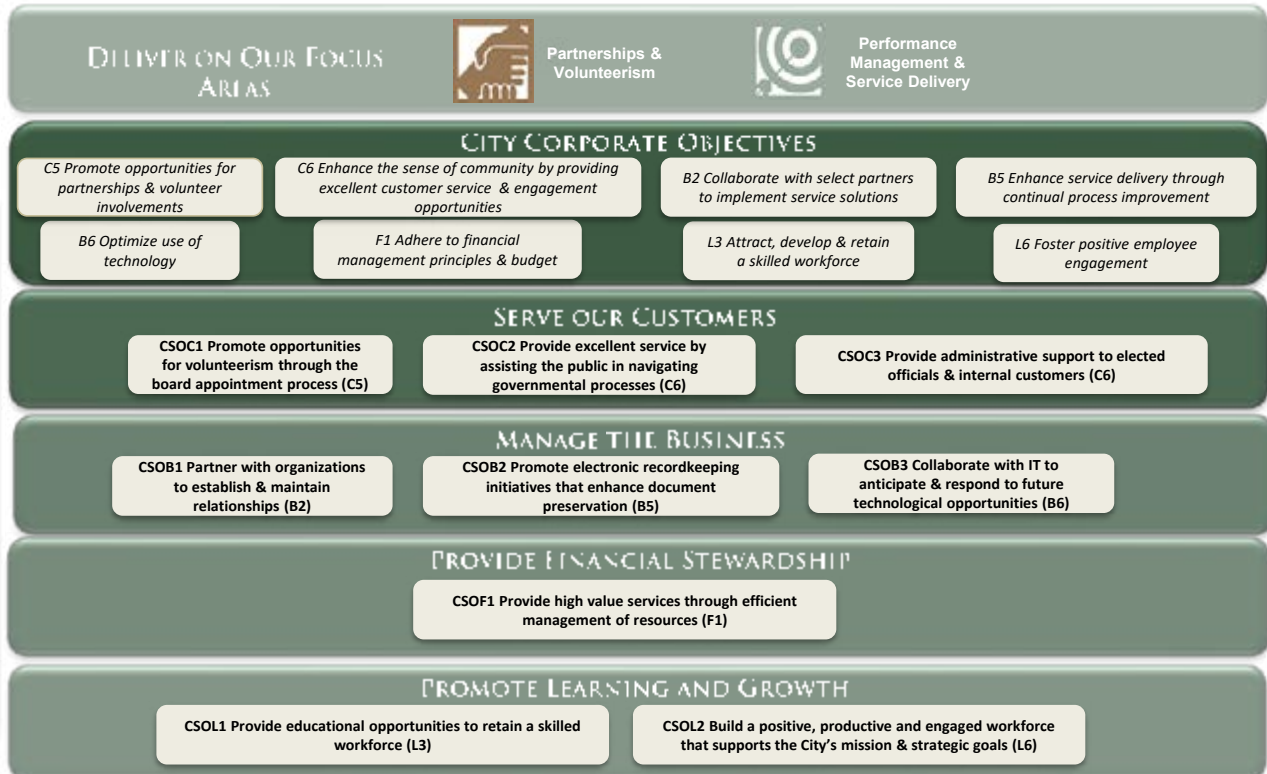 DELIVER ON OUR FOCUS
AREAS
Partnerships &
Volunteerism
Performance
Management &
Service Delivery
CITY CORPORATE OBJECTIVES
C5 Promote opportunities for
partnerships & volunteer
involvements
C6 Enhance the sense of community by providing
excellent customer service & engagement
opportunities
B2 Collaborate with select partners
to implement service solutions
B5 Enhance service delivery through
continual process improvement
B6 Optimize use of
technology
F1 Adhere to financial
management principles & budget
L3 Attract, develop & retain
a skilled workforce
L6 Foster positive employee
engagement
SERVE OUR CUSTOMERS
CSOC1 Promote opportunities
for volunteerism through the
board appointment process (C5)
CSOC2 Provide excellent service by
assisting the public in navigating
governmental processes (C6)
CSOC3 Provide administrative support to elected
officials & internal customers (C6)
MANAGE THE BUSINESS
CSOB1 Partner with organizations
to establish & maintain
relationships (B2)
CSOB2 Promote electronic recordkeeping
initiatives that enhance document
preservation (B5)
CSOB3 Collaborate with IT to
anticipate & respond to future
technological opportunities (B6)
PROVIDE FINANCIAL STEWARDSHIP
CSOF1 Provide high value services through efficient
management of resources (F1)
PROMOTE LEARNING AND GROWTH
CSOL1 Provide educational opportunities to retain a skilled
workforce (L3)
CSOL2 Build a positive, productive and engaged workforce
that supports the City's mission & strategic goals (L6)